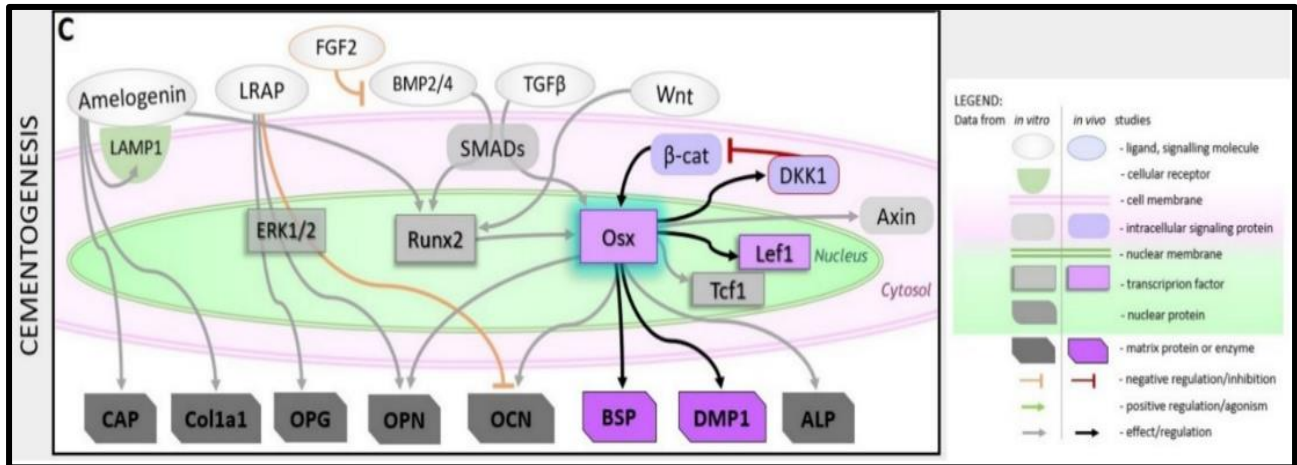 C
CEMENTOGENESIS
FGF2
Amelogenin
LRAP
BMP2/4
TGFβ
Wnt
LAMP1
SMADs
β-cat
DKK1
ERK1/2
Runx2
Osx
Axin
Lef1
Nucleus
Tcf1
Cytosol
CAP
Col1a1
OPG
OPN
OCN
BSP
DMP1
ALP
LEGEND:
Data from in vitro in vivo studies
- ligand, signalling molecule
- cellular receptor
- cell membrane
- intracellular signaling protein
- nuclear membrane
- transcriprion factor
- nuclear protein
- matrix protein or enzyme
- negative regulation/inhibition
- positive regulation/agonism
- effect/regulation